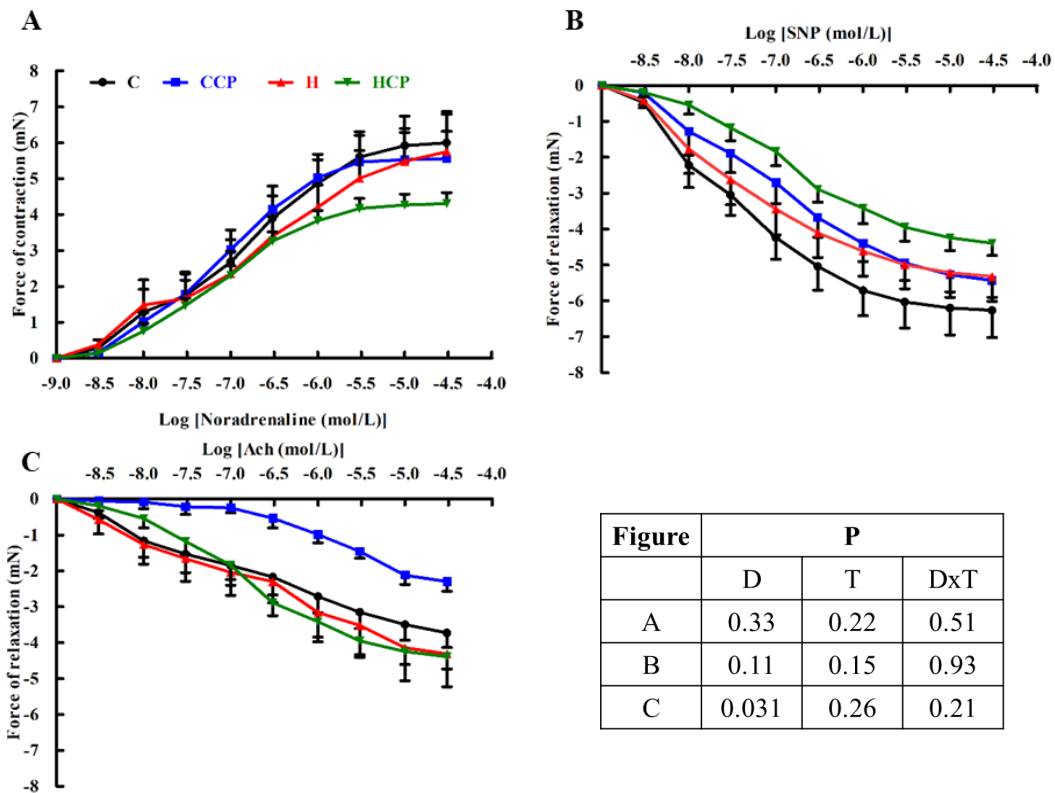 A
C CCP H HCP
Force of contraction (mN)
8
7
6
5
4
3
2
1
0
-9.0 -8.5 -8.0 -7.5 -7.0 -6.5 -6.0 -5.5 -5.0 -4.5 -4.0
Log [Noradrenaline (mol/L)]
B
Log |SNP (mol/L)|
-8.5 -8.0 -7.5 -7.0 -6.5 -6.0 -5.5 -5.0 -4.5 -4.0
Force of relaxation (mN)
0
-1
-2
-3
-4
-5
-6
-7
-8
C
Log |Ach (mol/L)|
-8.5 -8.0 -7.5 -7.0 -6.5 -6.0 -5.5 -5.0 -4.5 -4.0
Force of relaxation (mN)
-0
-1
-2
-3
-4
-5
-6
-7
-8
Figure P
D T DxT
A 0.33 0.22 0.51
B 0.11 0.15 0.93
C 0.031 0.26 0.21